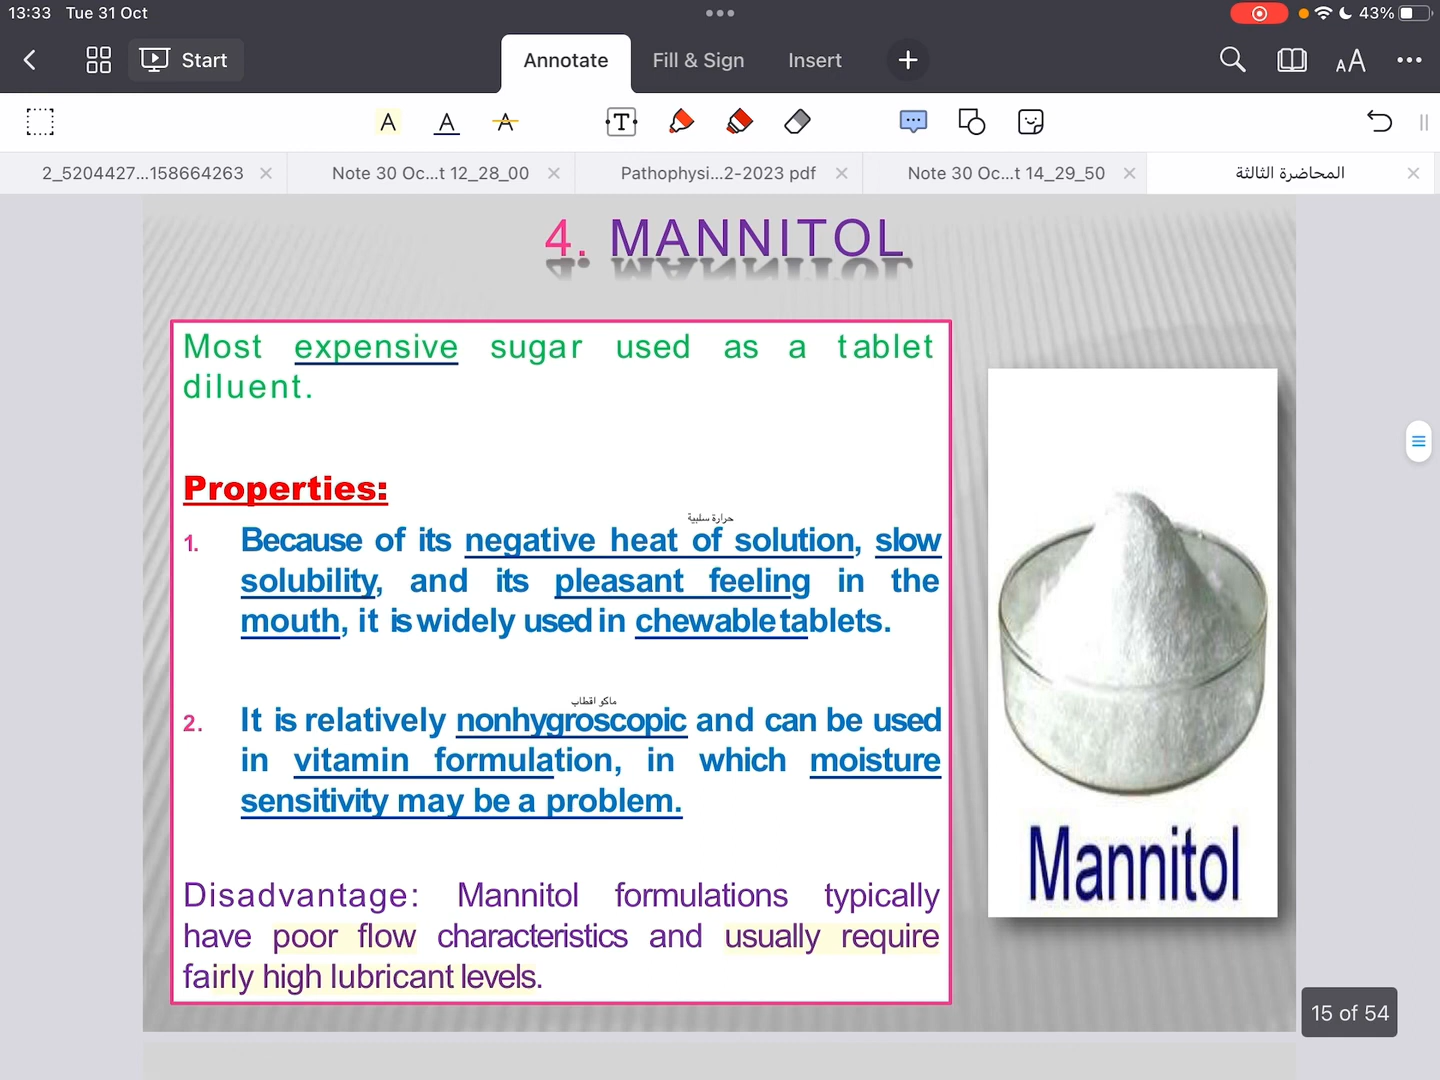 13:33 Tue 31 Oct
43%
Start
Annotate
Fill & Sign
Insert
2_5204427...158664263
Note 30 Oc...t 12_28_00
Pathophysi...2-2023 pdf
Note 30 Oc...t 14_29_50
المحاضرة الثالثة
4. MANNITOL
Most expensive sugar used as a tablet
diluent.
Properties:
حرارة سلبية
1. Because of its negative heat of solution, slow
solubility, and its pleasant feeling in the
mouth, it is widely used in chewable tablets.
ماكو اقطاب
2. It is relatively nonhygroscopic and can be used
in vitamin formulation, in which moisture
sensitivity may be a problem.
Disadvantage: Mannitol formulations typically
have poor flow characteristics and usually require
fairly high lubricant levels.
Mannitol
15 of 54